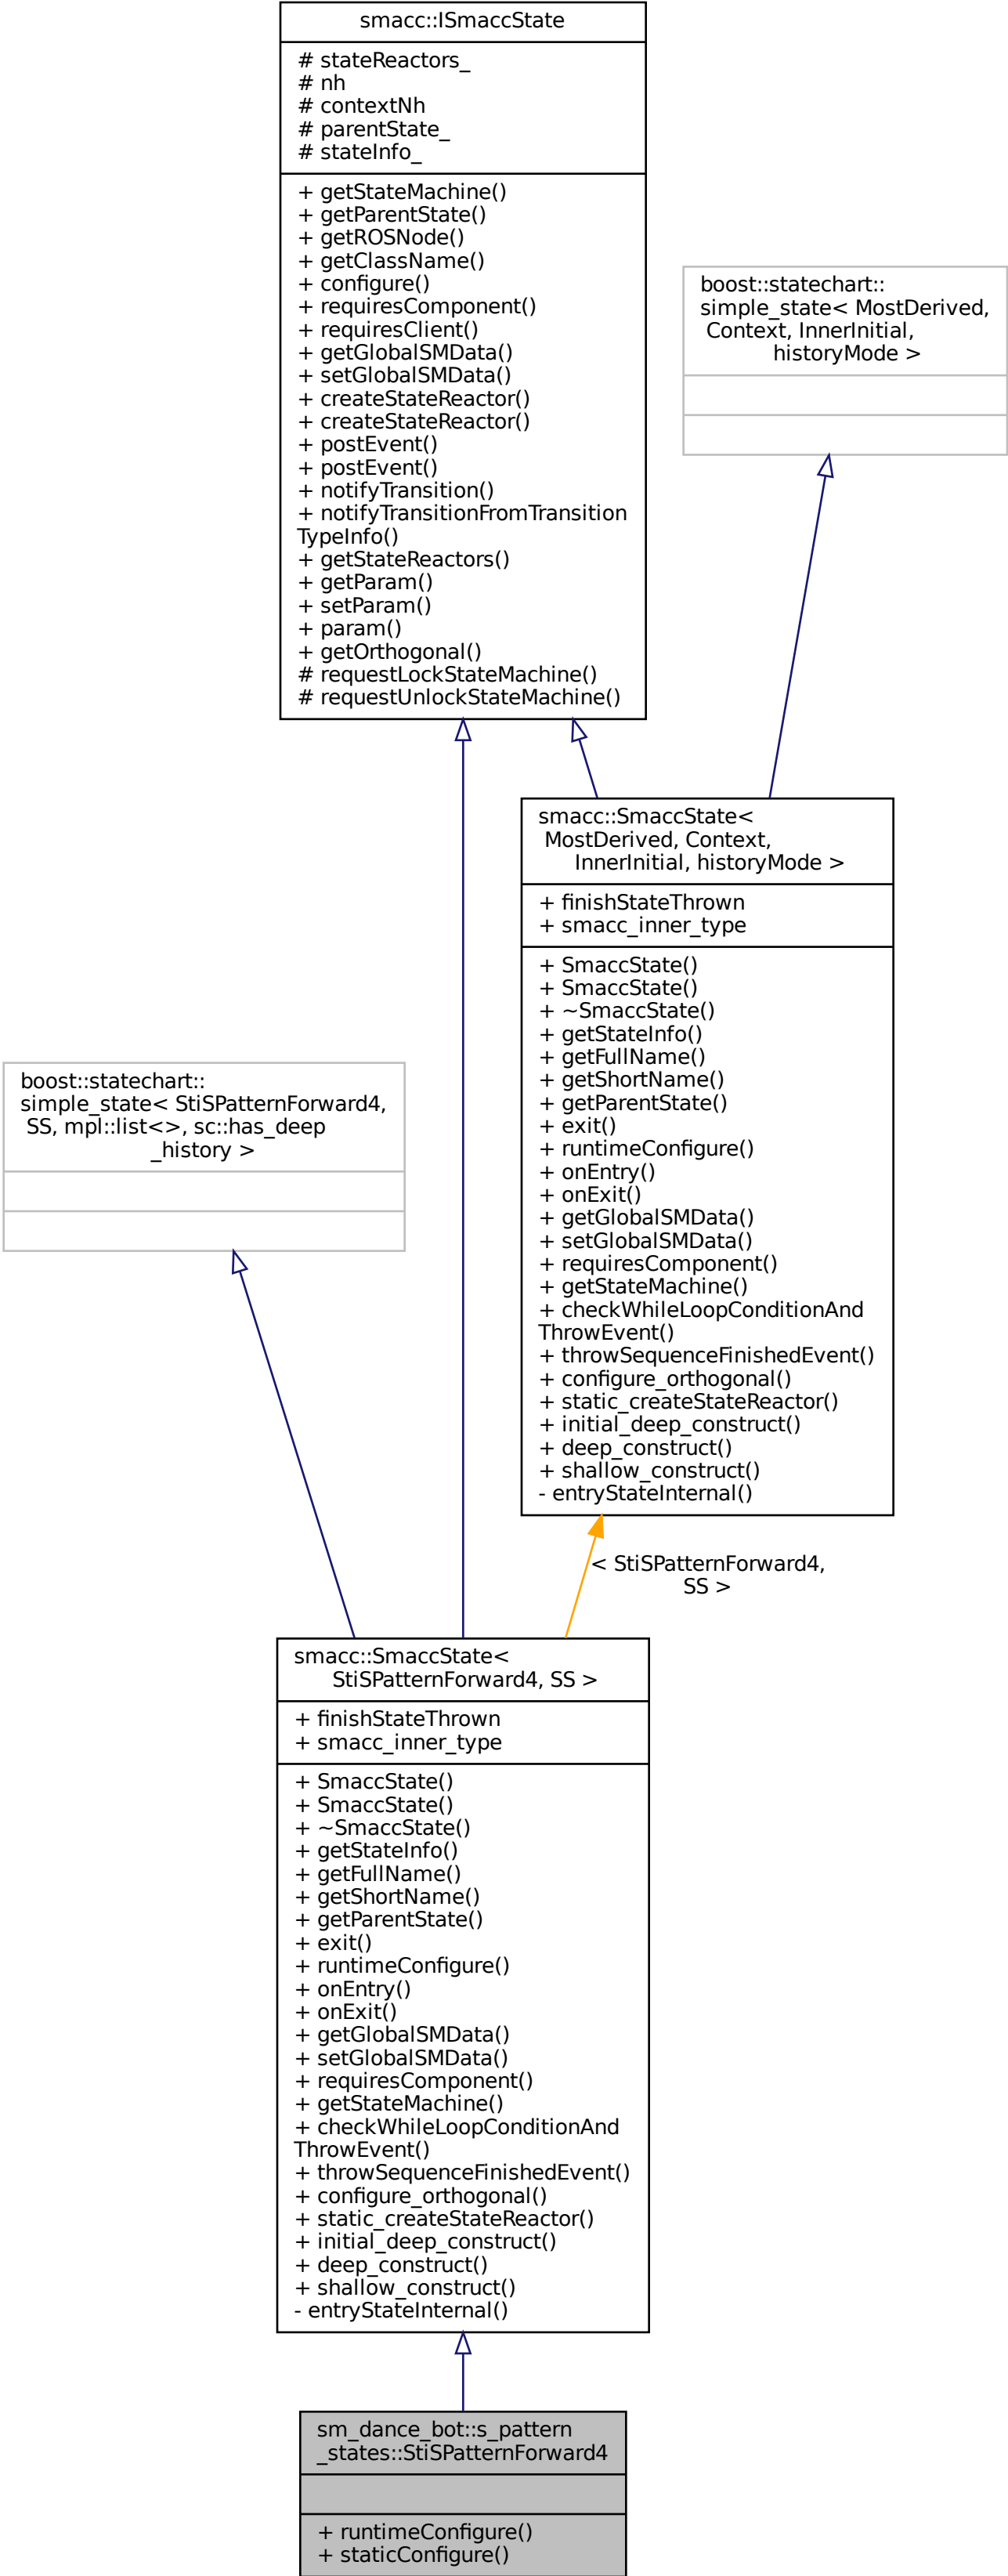 smacc::ISmaccState
# stateReactors_
# nh
# contextNh
# parentState_
# stateInfo_
+ getStateMachine()
+ getParentState()
+ getROSNode()
+ getClassName()
+ configure()
+ requiresComponent()
+ requiresClient()
+ getGlobalSMData()
+ setGlobalSMData()
+ createStateReactor()
+ createStateReactor()
+ postEvent()
+ postEvent()
+ notifyTransition()
+ notifyTransitionFromTransition
TypeInfo()
+ getStateReactors()
+ getParam()
+ setParam()
+ param()
+ getOrthogonal()
# requestLockStateMachine()
# requestUnlockStateMachine()
boost::statechart::
simple_state< MostDerived,
Context, InnerInitial,
historyMode >
smacc::SmaccState<
MostDerived, Context,
InnerInitial, historyMode >
+ finishStateThrown
+ smacc_inner_type
+ SmaccState()
+ SmaccState()
+ ~SmaccState()
+ getStateInfo()
+ getFullName()
+ getShortName()
+ getParentState()
+ exit()
+ runtimeConfigure()
+ onEntry()
+ onExit()
+ getGlobalSMData()
+ setGlobalSMData()
+ requiresComponent()
+ getStateMachine()
+ checkWhileLoopConditionAnd
ThrowEvent()
+ throwSequenceFinishedEvent()
+ configure_orthogonal()
+ static_createStateReactor()
+ initial_deep_construct()
+ deep_construct()
+ shallow_construct()
- entryStateInternal()
boost::statechart::
simple_state< StiSPatternForward4,
SS, mpl::list<>, sc::has_deep
_history >
< StiSPatternForward4,
SS >
smacc::SmaccState<
StiSPatternForward4, SS >
+ finishStateThrown
+ smacc_inner_type
+ SmaccState()
+ SmaccState()
+ ~SmaccState()
+ getStateInfo()
+ getFullName()
+ getShortName()
+ getParentState()
+ exit()
+ runtimeConfigure()
+ onEntry()
+ onExit()
+ getGlobalSMData()
+ setGlobalSMData()
+ requiresComponent()
+ getStateMachine()
+ checkWhileLoopConditionAnd
ThrowEvent()
+ throwSequenceFinishedEvent()
+ configure_orthogonal()
+ static_createStateReactor()
+ initial_deep_construct()
+ deep_construct()
+ shallow_construct()
- entryStateInternal()
sm_dance_bot::s_pattern
_states::StiSPatternForward4
+ runtimeConfigure()
+ staticConfigure()